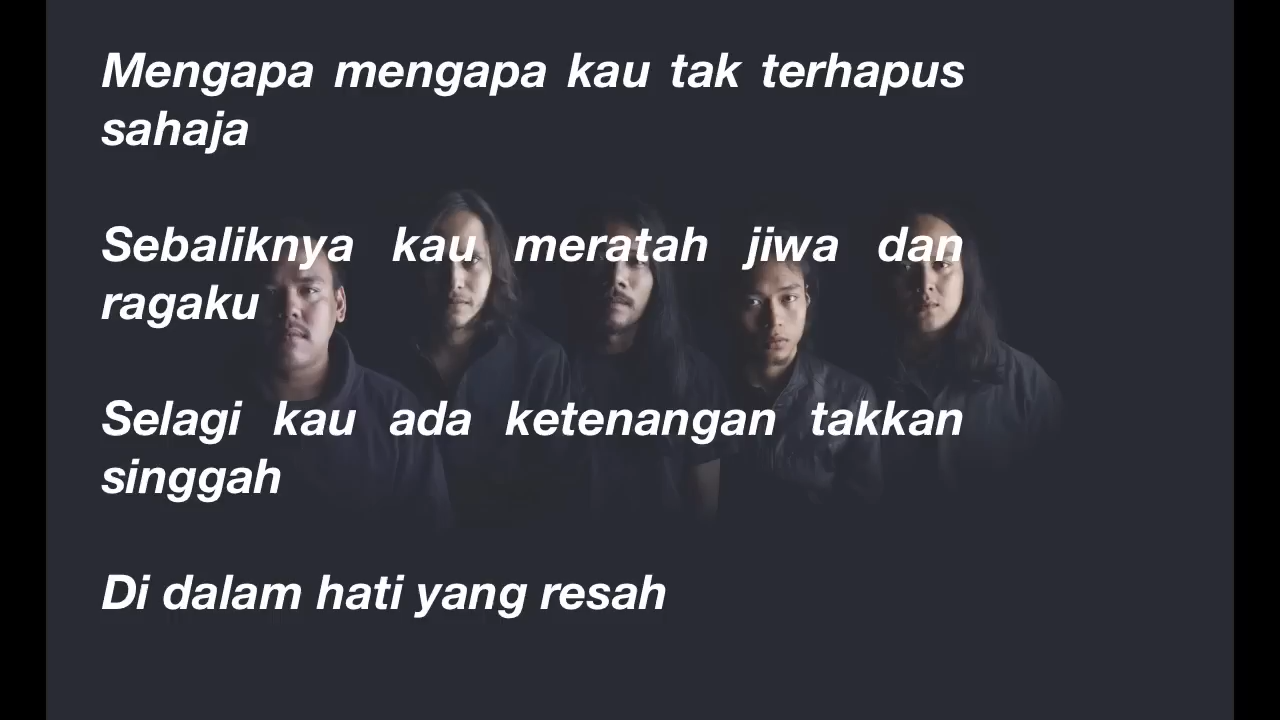 Mengapa mengapa kau tak terhapus
sahaja
Sebaliknya kau meratah jiwa dan
ragaku
Selagi kau ada ketenangan takkan
singgah
Di dalam hati yang resah